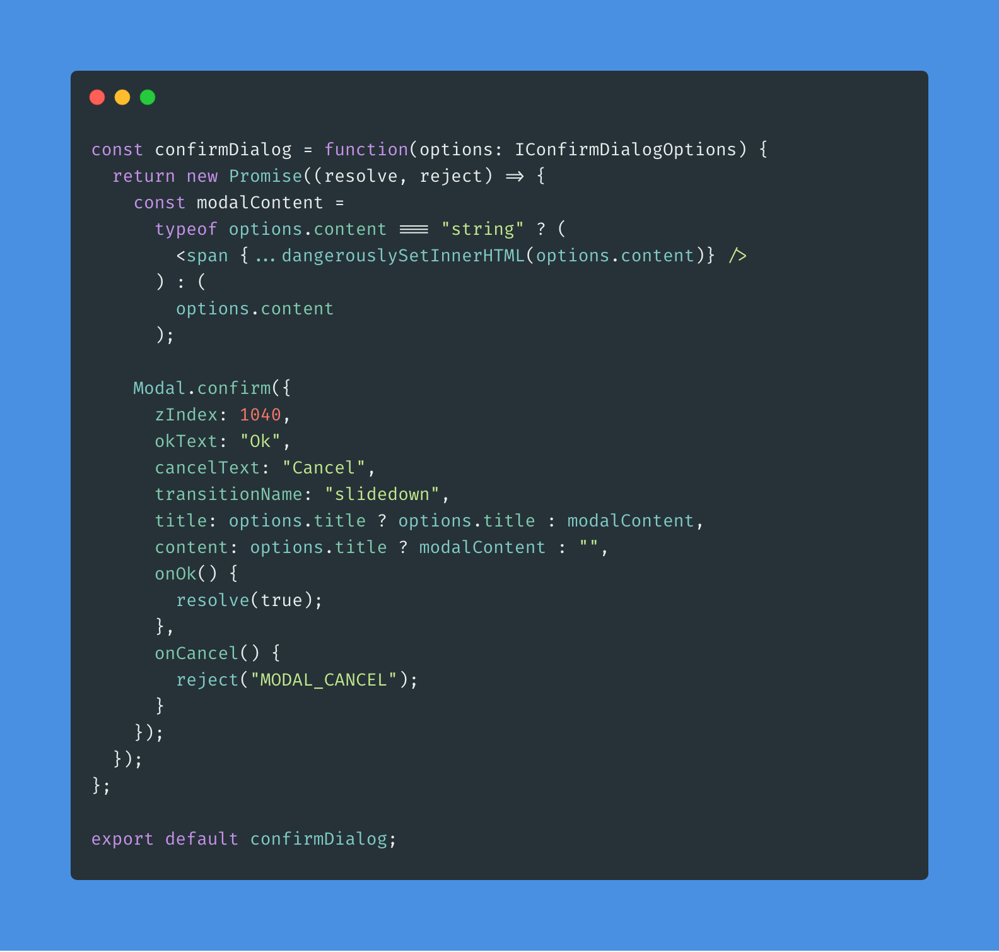 const confirmDialog = function(options: IConfirmDialogOptions) {
  return new Promise((resolve, reject) => {
    const modalContent =
      typeof options.content === "string" ? (
        <span {...dangerouslySetInnerHTML(options.content)} />
      ) : (
        options.content
      );

    Modal.confirm({
      zIndex: 1040,
      okText: "Ok",
      cancelText: "Cancel",
      transitionName: "slidedown",
      title: options.title ? options.title : modalContent,
      content: options.title ? modalContent : "",
      onOk() {
        resolve(true);
      },
      onCancel() {
        reject("MODAL_CANCEL");
      }
    });
  });
};

export default confirmDialog;